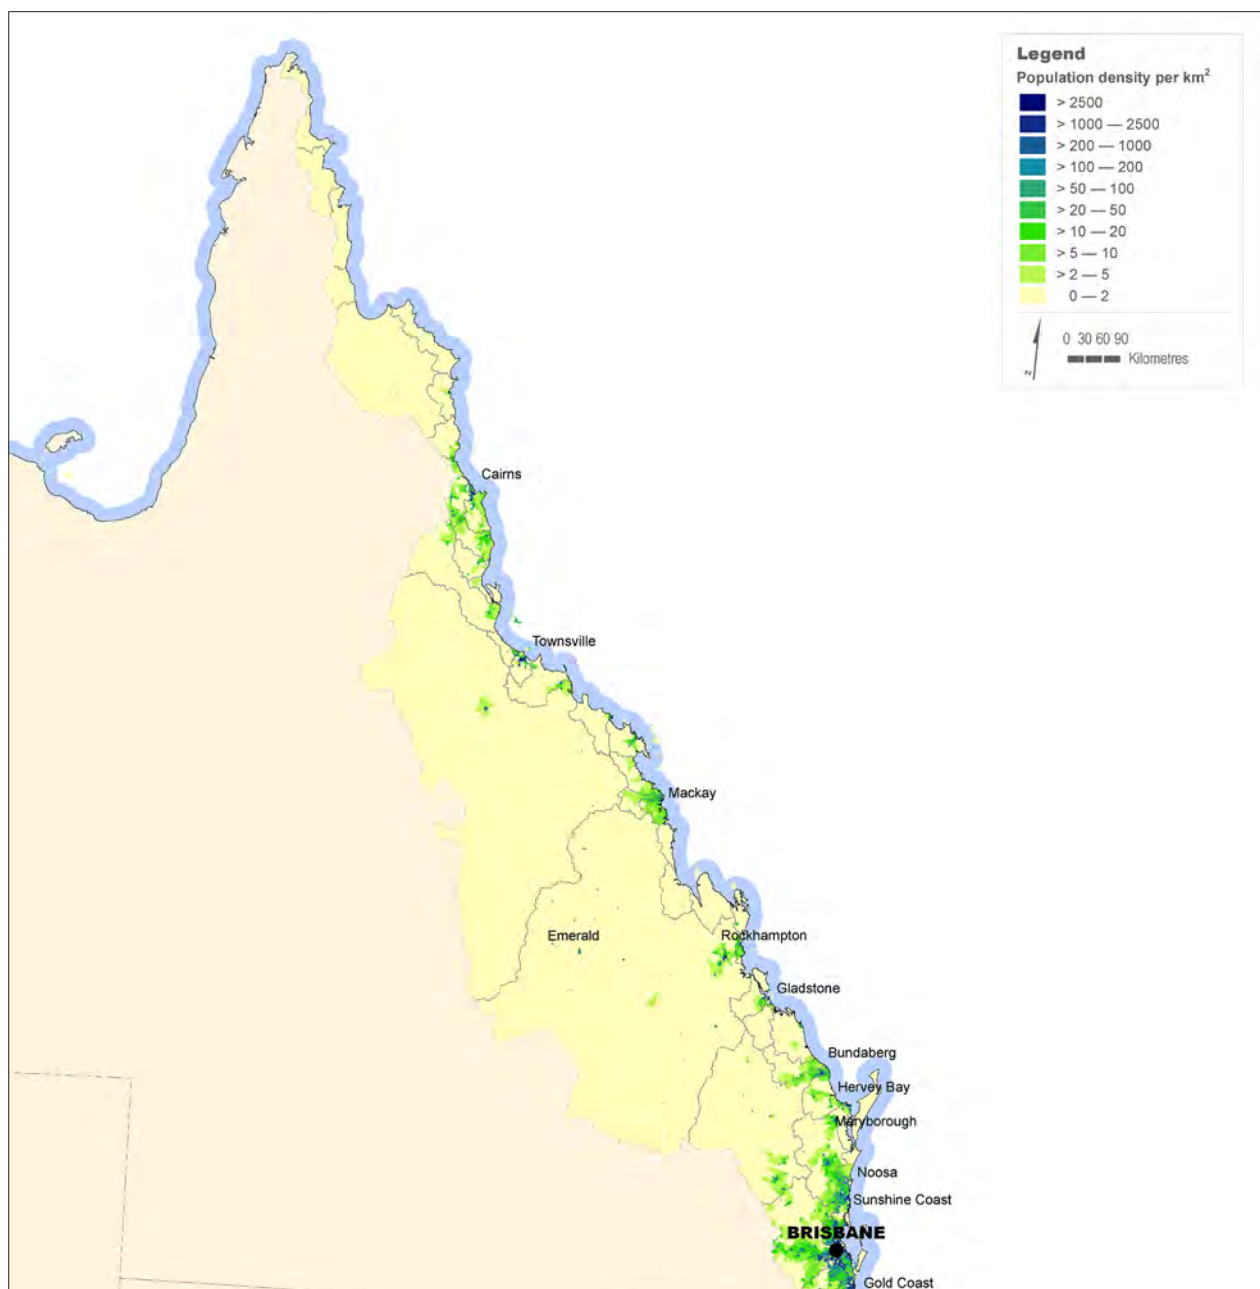 Legend
Population density per km²
> 2500
> 1000 — 2500
> 200 — 1000
> 100 — 200
> 50 — 100
> 20 — 50
> 10 — 20
> 5 — 10
> 2 — 5
0 — 2
0 30 60 90
Kilometres
N
Cairns
Townsville
Mackay
Emerald
Rockhampton
Gladstone
Bundaberg
Hervey Bay
Maryborough
Noosa
Sunshine Coast
BRISBANE
Gold Coast